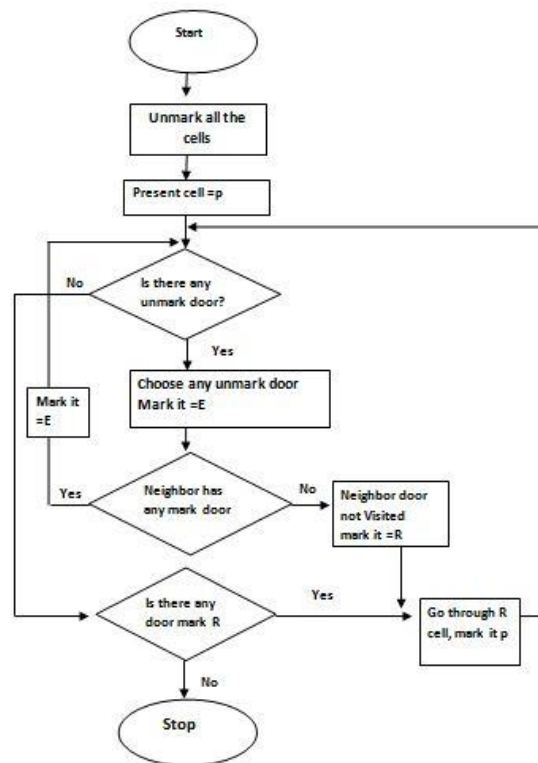 Start
Unmark all the
cells
Present cell =p
No
Is there any
unmark door?
Yes
Mark it
=E
Choose any unmark door
Mark it =E
Yes
Neighbor has
any mark door
No
Neighbor door
not Visited
mark it =R
Is there any
door mark R
Yes
Go through R
cell, mark it p
No
Stop